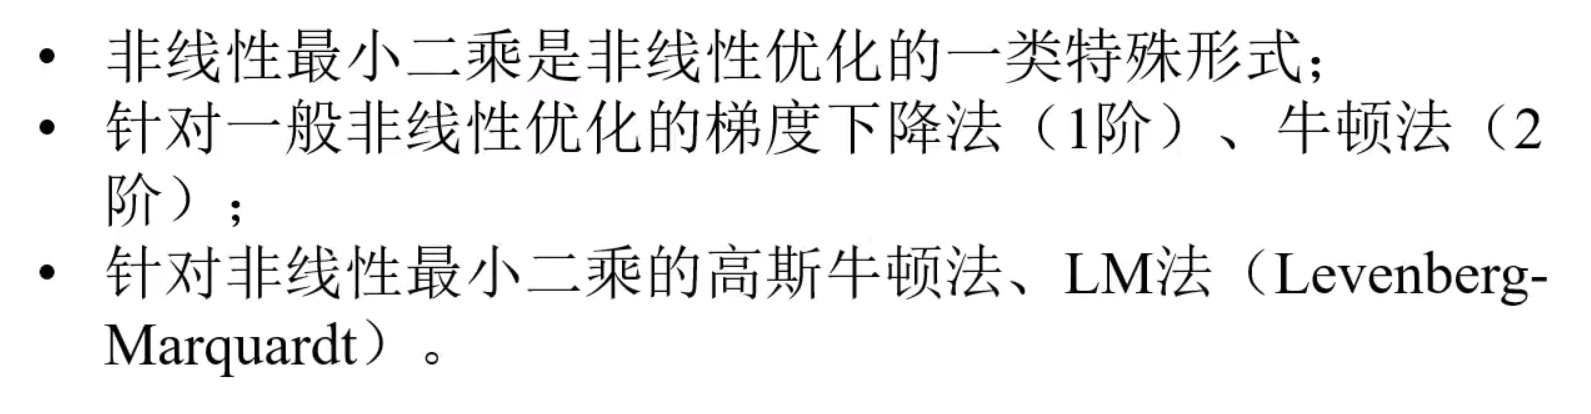 • 非线性最小二乘是非线性优化的一类特殊形式；
• 针对一般非线性优化的梯度下降法（1阶）、牛顿法（2
阶）；
• 针对非线性最小二乘的高斯牛顿法、LM法（Levenberg-
Marquardt）。